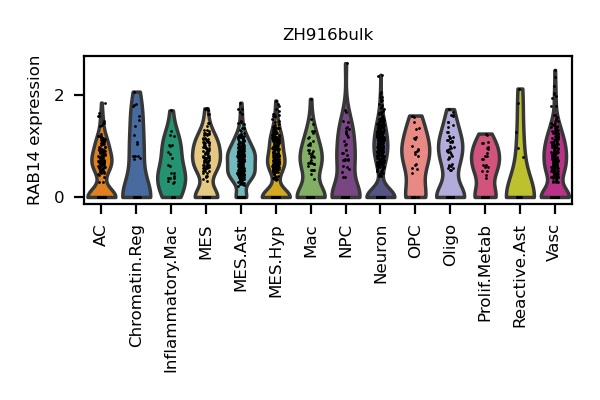 ZH916bulk
RAB14 expression
2
0
AC
Chromatin.Reg
Inflammatory.Mac
MES
MES.Ast
MES.Hyp
Mac
NPC
Neuron
OPC
Oligo
Prolif.Metab
Reactive.Ast
Vasc